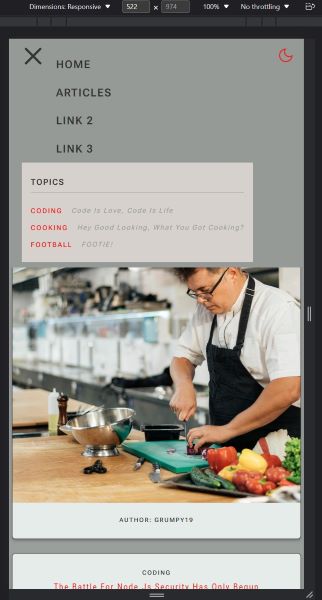 Dimensions: Responsive ▼ 522 × 974 100% ▼ No throttling ▼
HOME
ARTICLES
LINK 2
LINK 3
TOPICS
CODING Code Is Love, Code Is Life
COOKING Hey Good Looking, What You Got Cooking?
FOOTBALL FOOTIE!
AUTHOR: GRUMPY19
CODING
The Battle For Node.Js Security Has Only Begun